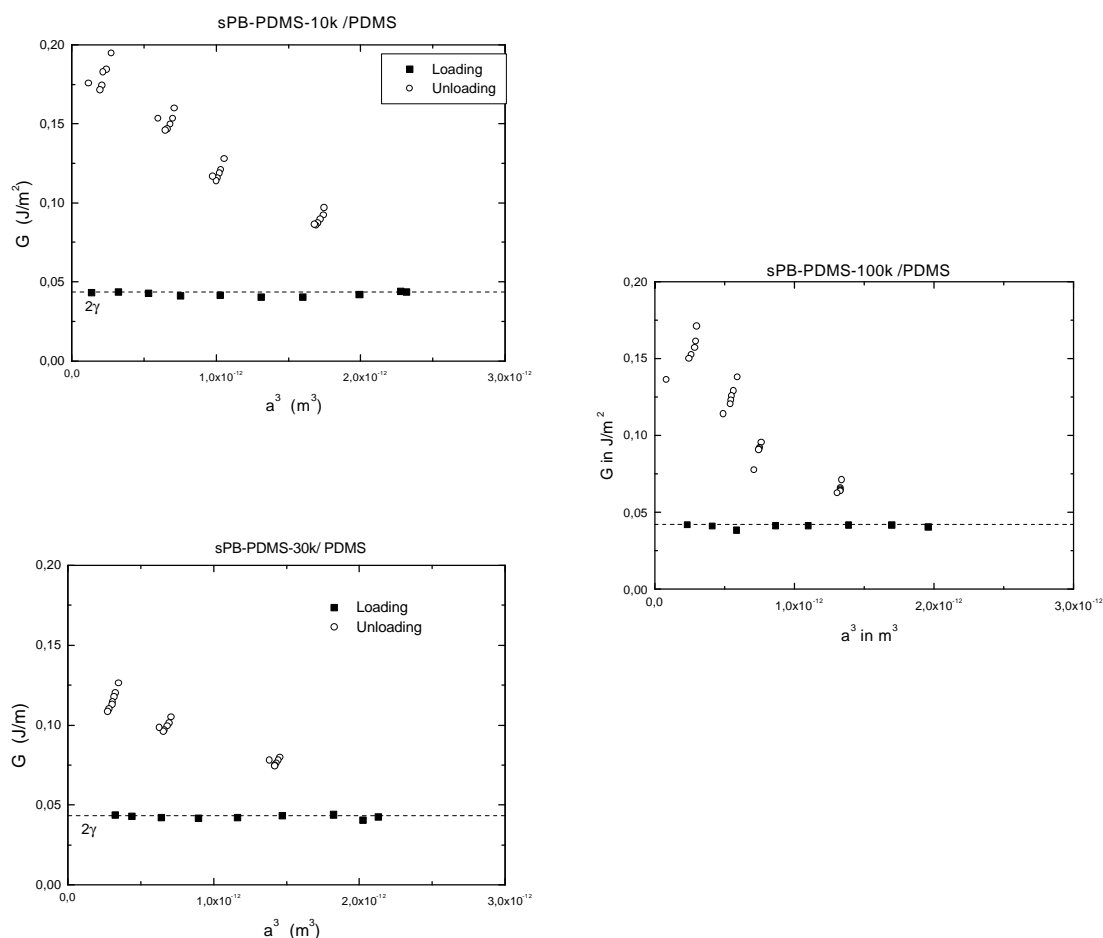 sPB-PDMS-10k /PDMS
0,20
0,15
0,10
0,05
0,00
G (J/m²)
Loading
Unloading
2γ
0,0
1,0x10⁻¹²
2,0x10⁻¹²
3,0x10⁻¹²
a³ (m³)
sPB-PDMS-100k /PDMS
0,20
0,15
0,10
0,05
0,00
G in J/m²
0,0
1,0x10⁻¹²
2,0x10⁻¹²
3,0x10⁻¹²
a³ in m³
sPB-PDMS-30k/ PDMS
0,20
0,15
0,10
0,05
0,00
G (J/m)
Loading
Unloading
2γ
0,0
1,0x10⁻¹²
2,0x10⁻¹²
3,0x10⁻¹²
a³ (m³)